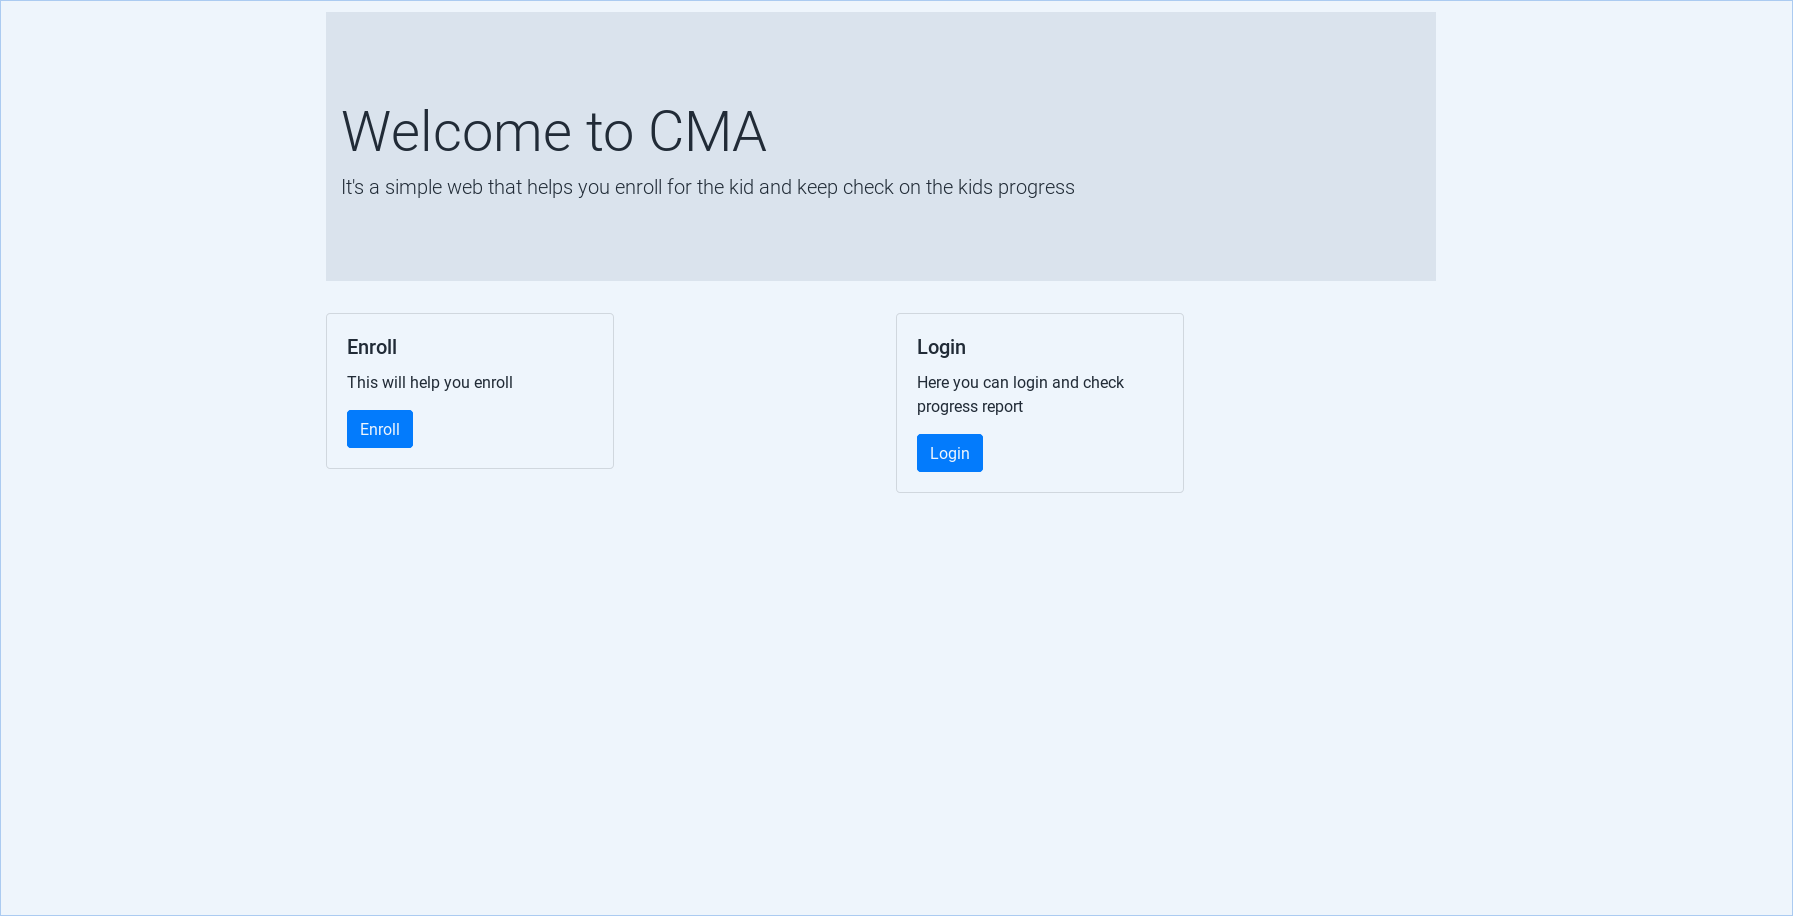 Welcome to CMA
It's a simple web that helps you enroll for the kid and keep check on the kids progress
Enroll
This will help you enroll
Enroll
Login
Here you can login and check
progress report
Login